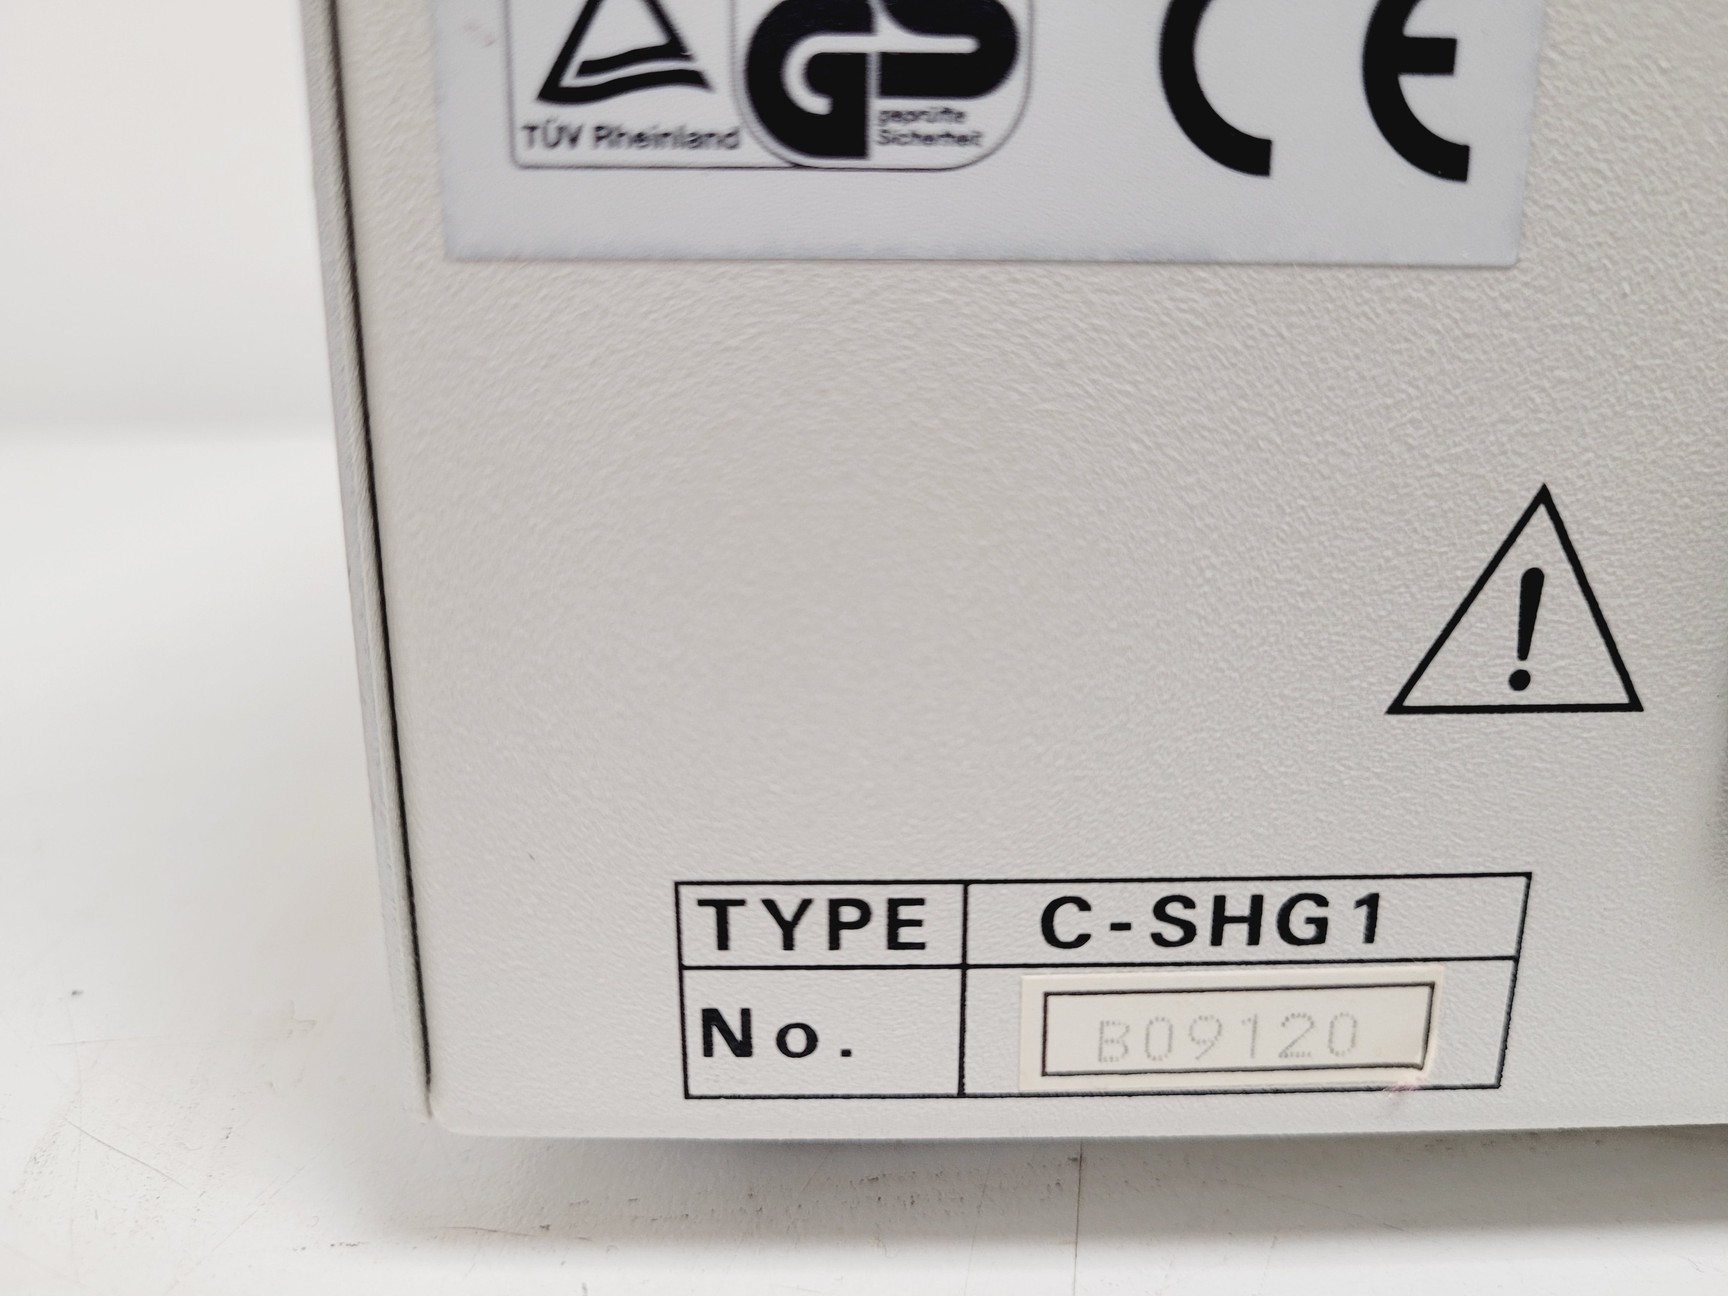 TÜV Rheinland
geprüfte
Sicherheit
CE
TYPE C-SHG1
No. B09120